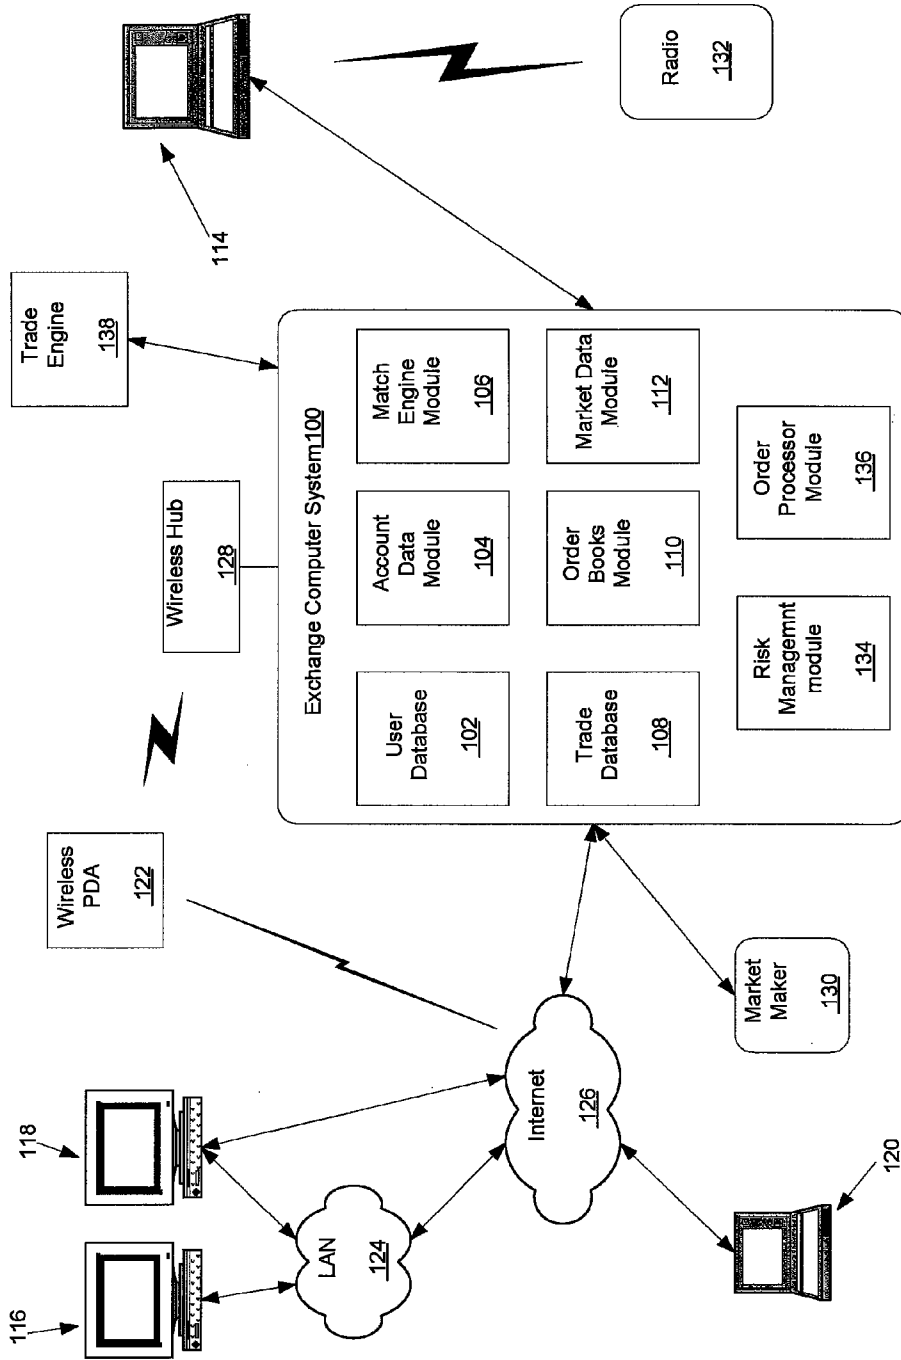 116
118
LAN
124
Wireless
PDA
122
Internet
126
120
Wireless Hub
128
Trade
Engine
138
114
Radio
132
Exchange Computer System100
User
Database
102
Account
Data
Module
104
Match
Engine
Module
106
Trade
Database
108
Order
Books
Module
110
Market Data
Module
112
Risk
Managemnt
module
134
Order
Processor
Module
136
Market
Maker
130